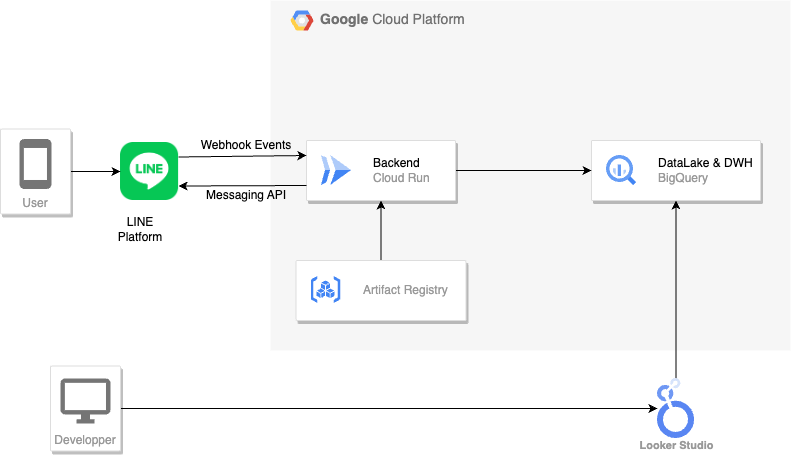 Google Cloud Platform
Webhook Events
Messaging API
User
LINE
LINE
Platform
Backend
Cloud Run
DataLake & DWH
BigQuery
Artifact Registry
Developper
Looker Studio